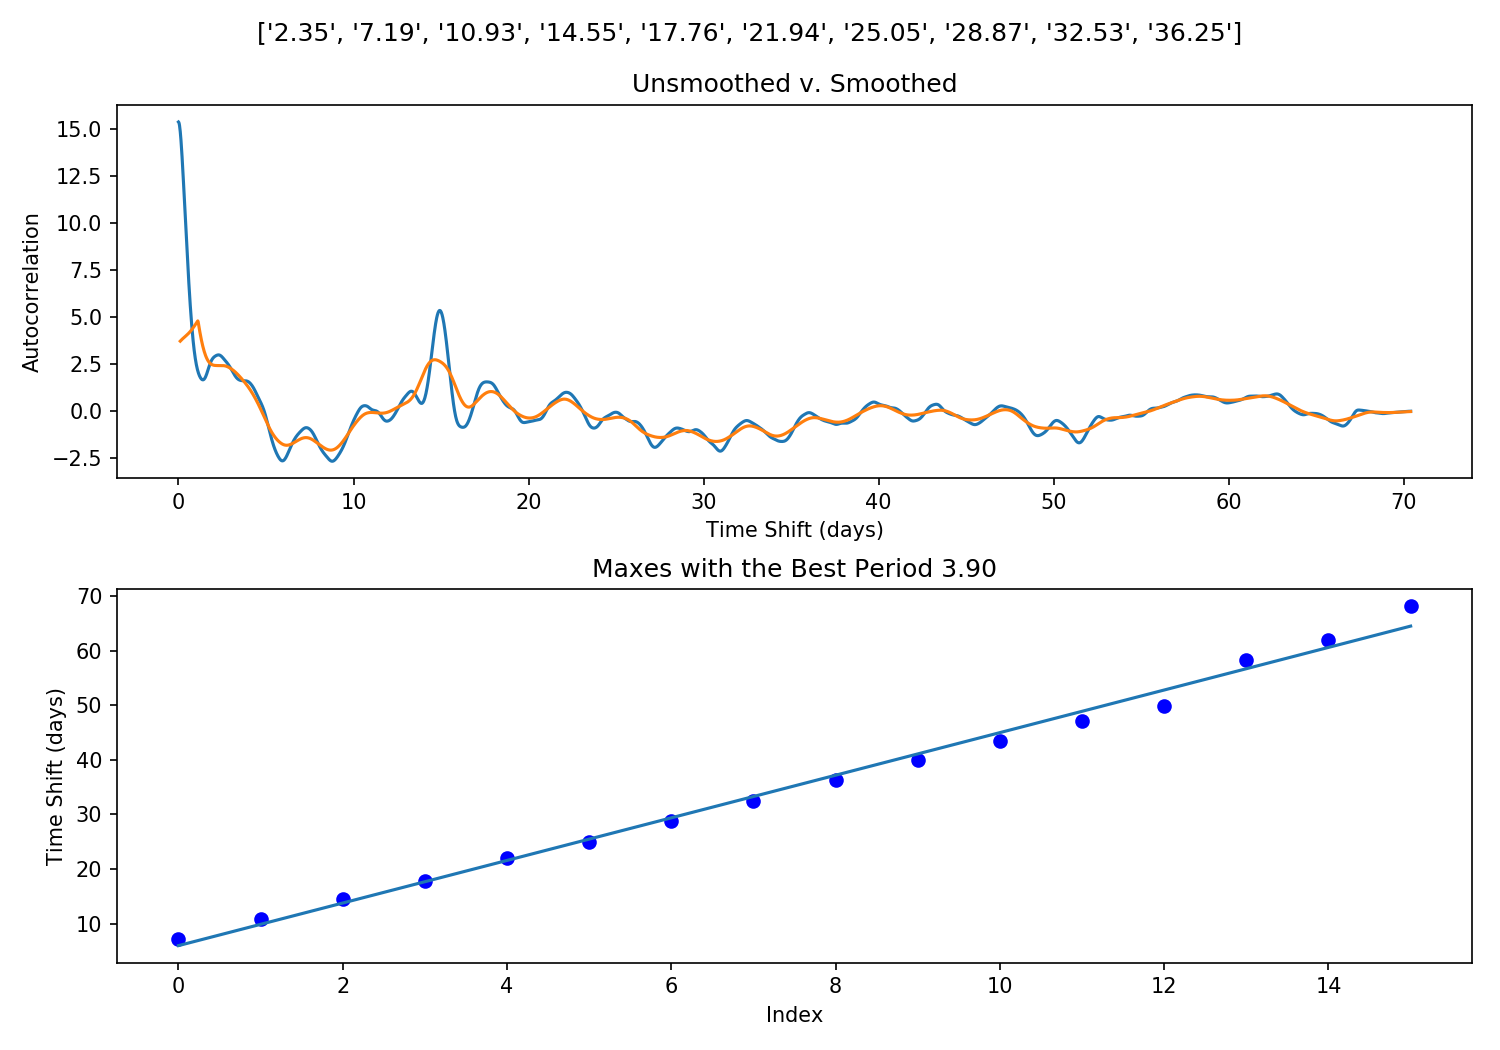 ['2.35', '7.19', '10.93', '14.55', '17.76', '21.94', '25.05', '28.87', '32.53', '36.25']
Unsmoothed v. Smoothed
15.0
12.5
10.0
7.5
5.0
2.5
0.0
−2.5
Autocorrelation
0 10 20 30 40 50 60 70
Time Shift (days)
Maxes with the Best Period 3.90
70
60
50
40
30
20
10
Time Shift (days)
0 2 4 6 8 10 12 14
Index